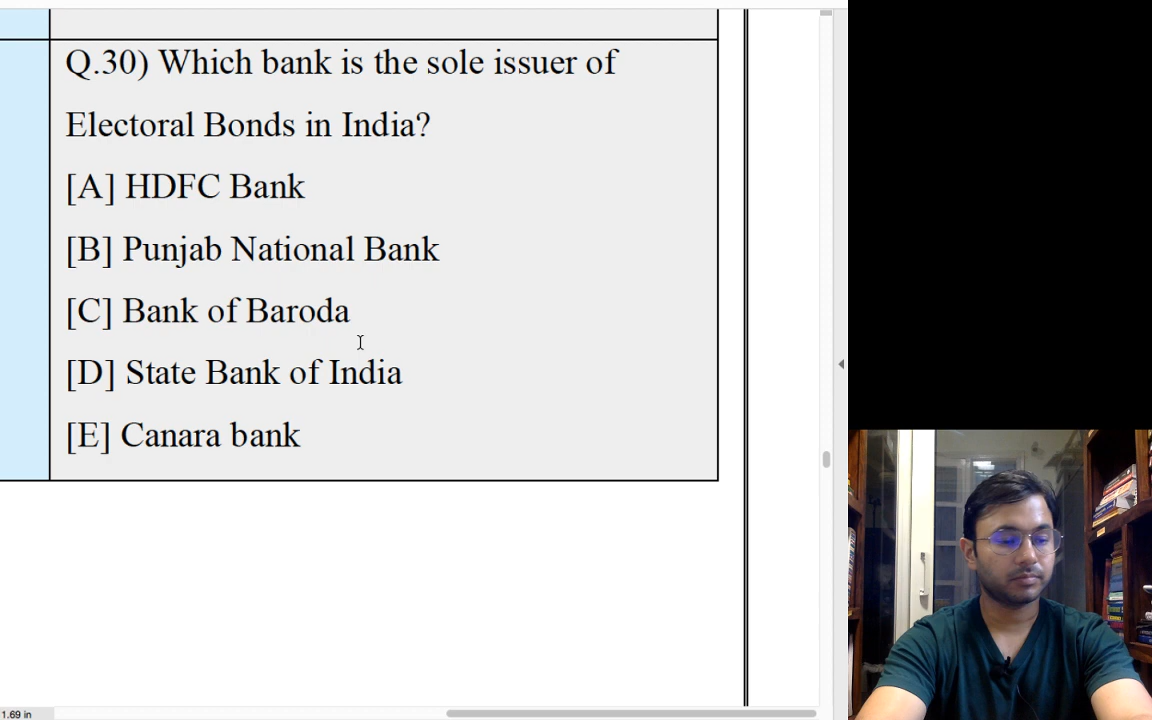 Q.30) Which bank is the sole issuer of
Electoral Bonds in India?
[A] HDFC Bank
[B] Punjab National Bank
[C] Bank of Baroda
[D] State Bank of India
[E] Canara bank
1.69 in